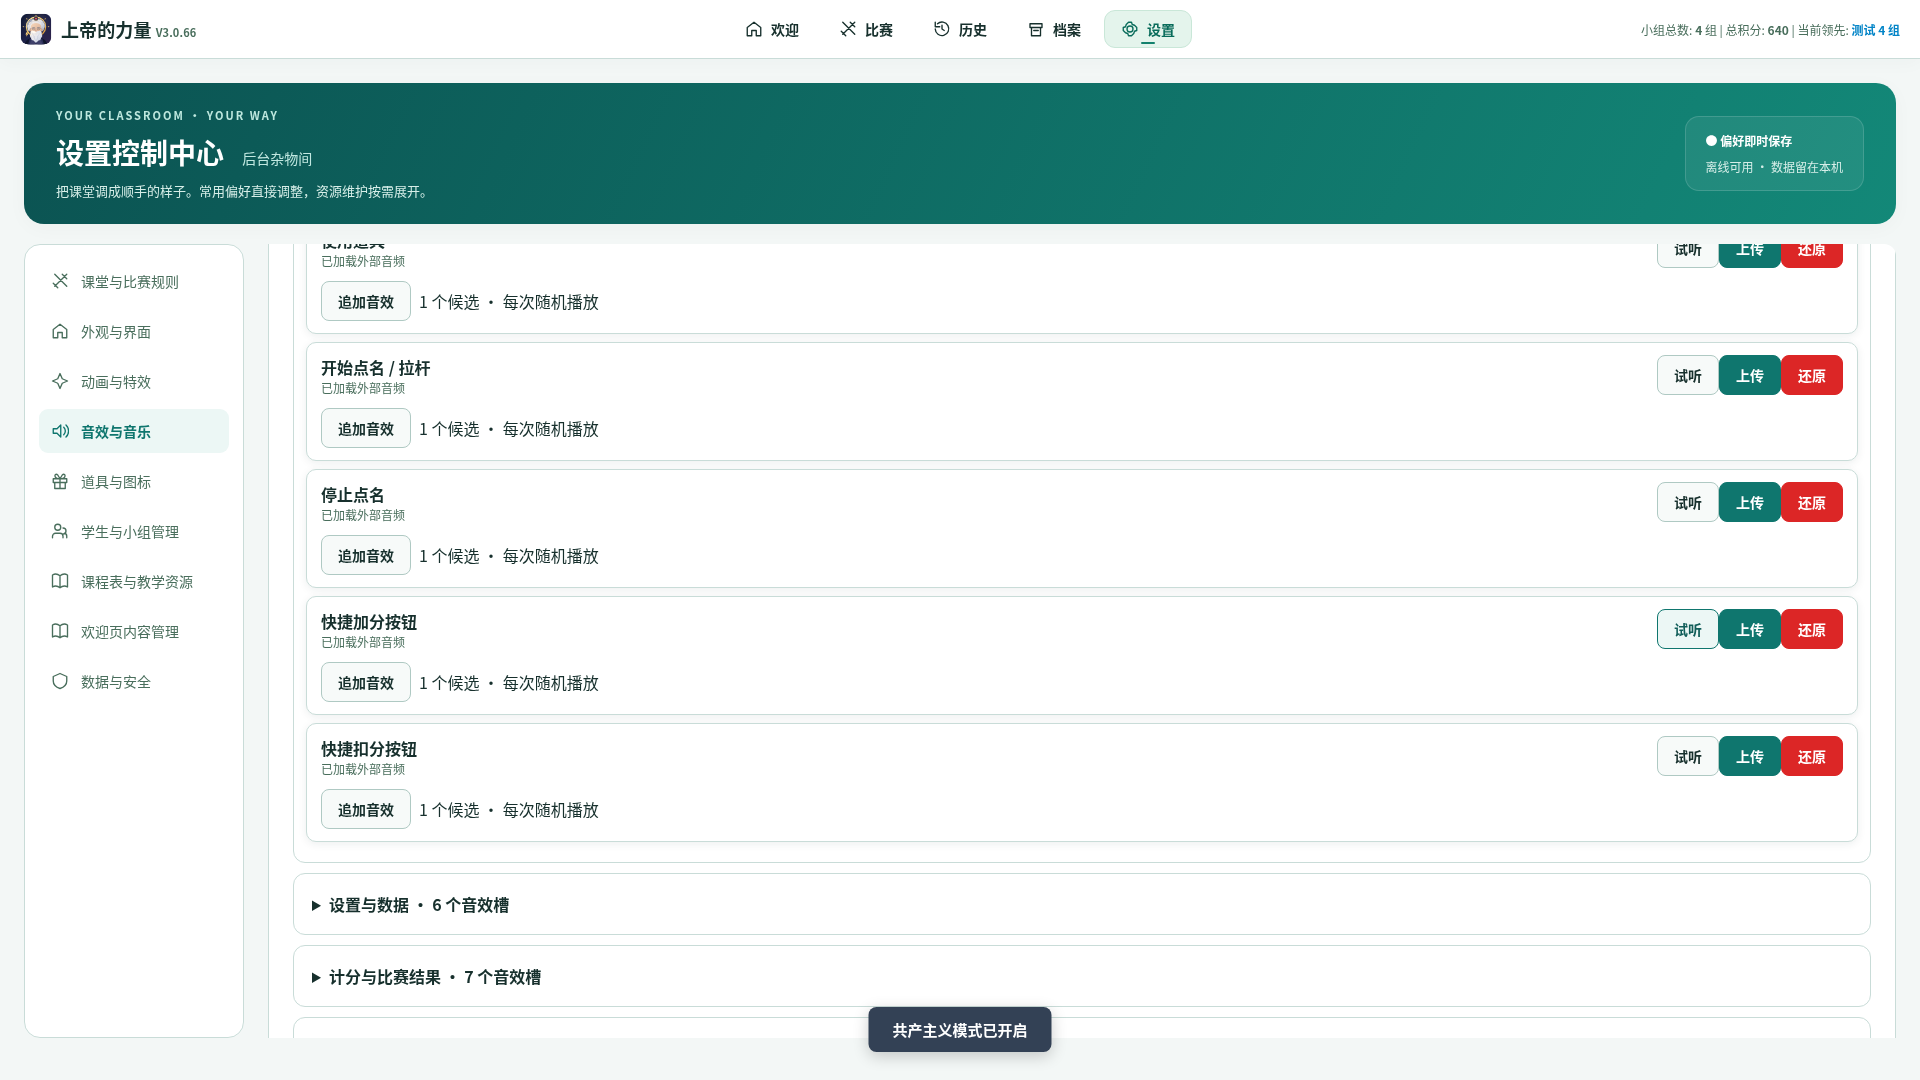 上帝的力量 V3.0.66
欢迎
比赛
历史
档案
设置
小组总数: 4 组 | 总积分: 640 | 当前领先: 测试 4 组
YOUR CLASSROOM · YOUR WAY
设置控制中心 后台杂物间
把课堂调成顺手的样子。常用偏好直接调整，资源维护按需展开。
偏好即时保存
离线可用 · 数据留在本机
课堂与比赛规则
外观与界面
动画与特效
音效与音乐
道具与图标
学生与小组管理
课程表与教学资源
欢迎页内容管理
数据与安全
使用道具
已加载外部音频
试听 上传 还原
追加音效 1 个候选 · 每次随机播放
开始点名 / 拉杆
已加载外部音频
试听 上传 还原
追加音效 1 个候选 · 每次随机播放
停止点名
已加载外部音频
试听 上传 还原
追加音效 1 个候选 · 每次随机播放
快捷加分按钮
已加载外部音频
试听 上传 还原
追加音效 1 个候选 · 每次随机播放
快捷扣分按钮
已加载外部音频
试听 上传 还原
追加音效 1 个候选 · 每次随机播放
设置与数据 · 6 个音效槽
计分与比赛结果 · 7 个音效槽
共产主义模式已开启